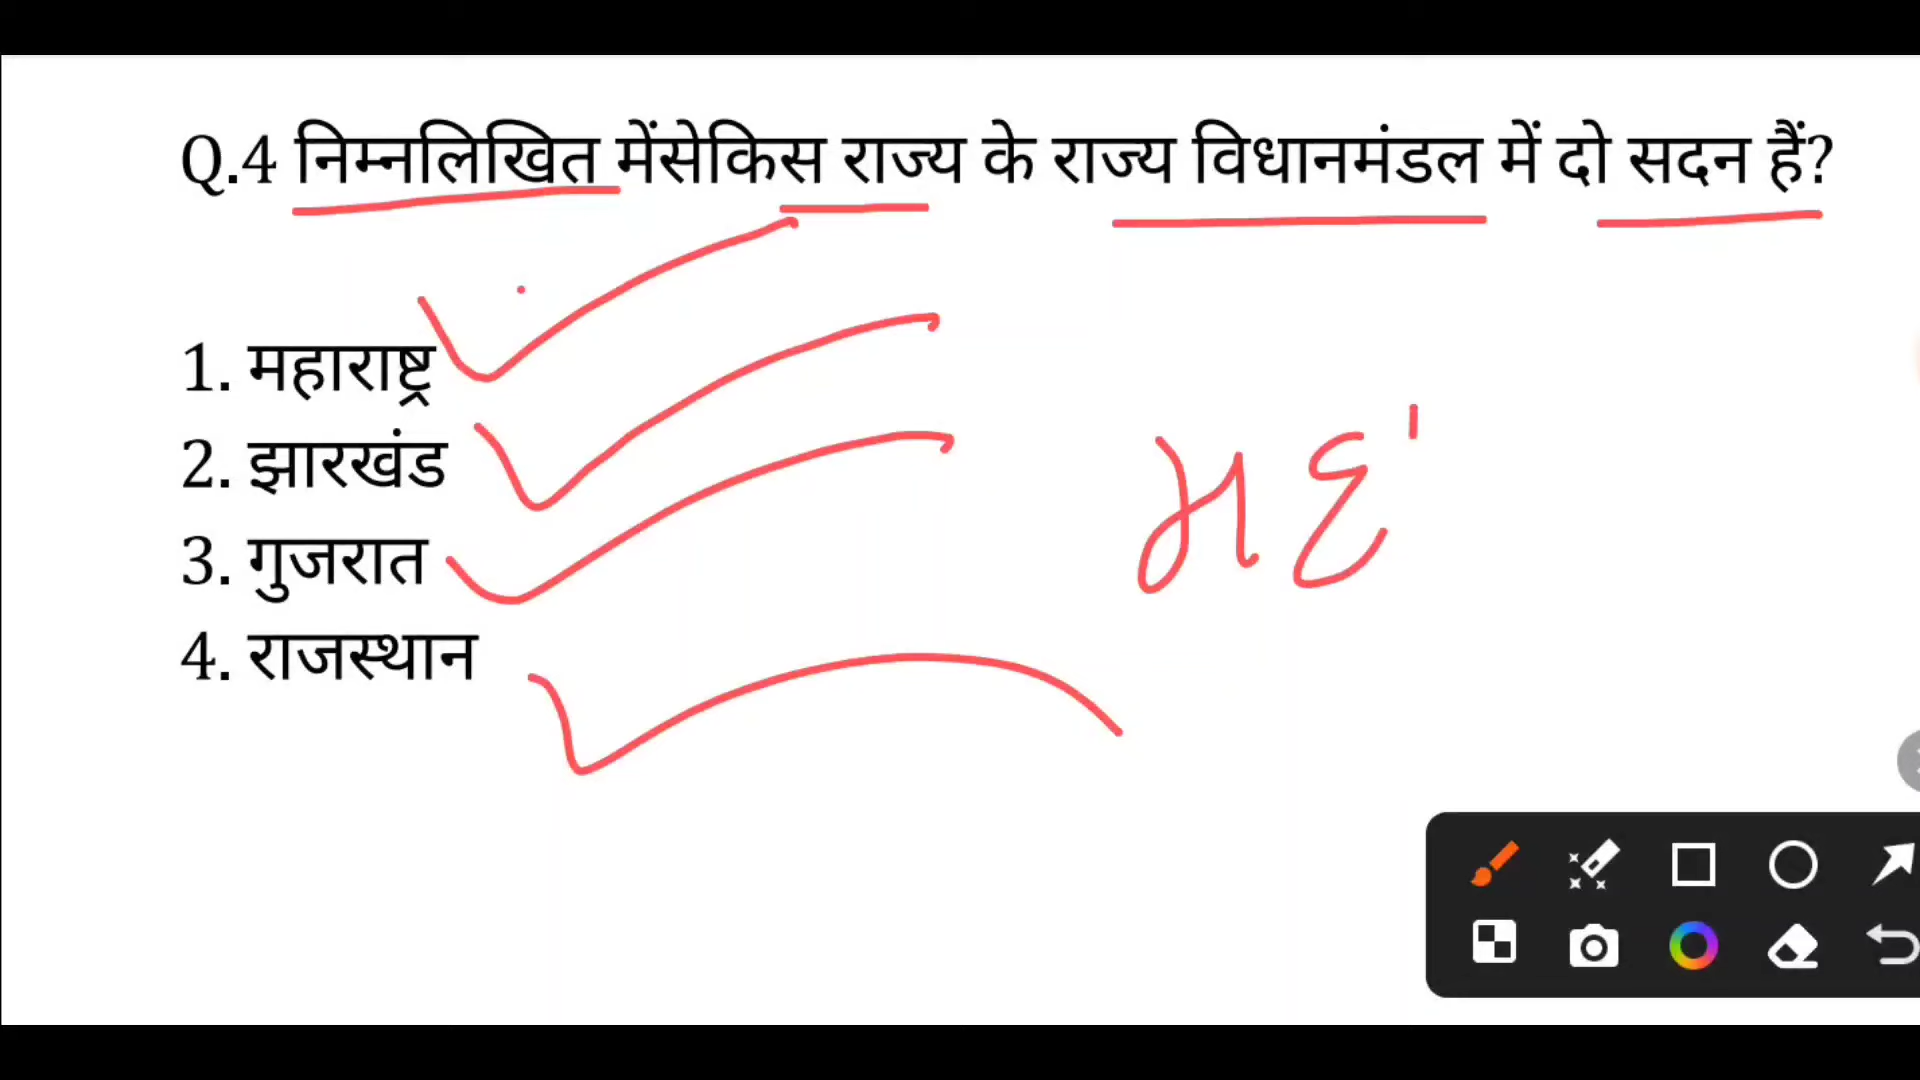 Q.4 निम्नलिखित मेंसेकिस राज्य के राज्य विधानमंडल में दो सदन हैं?
1. महाराष्ट्र
2. झारखंड
3. गुजरात
4. राजस्थान